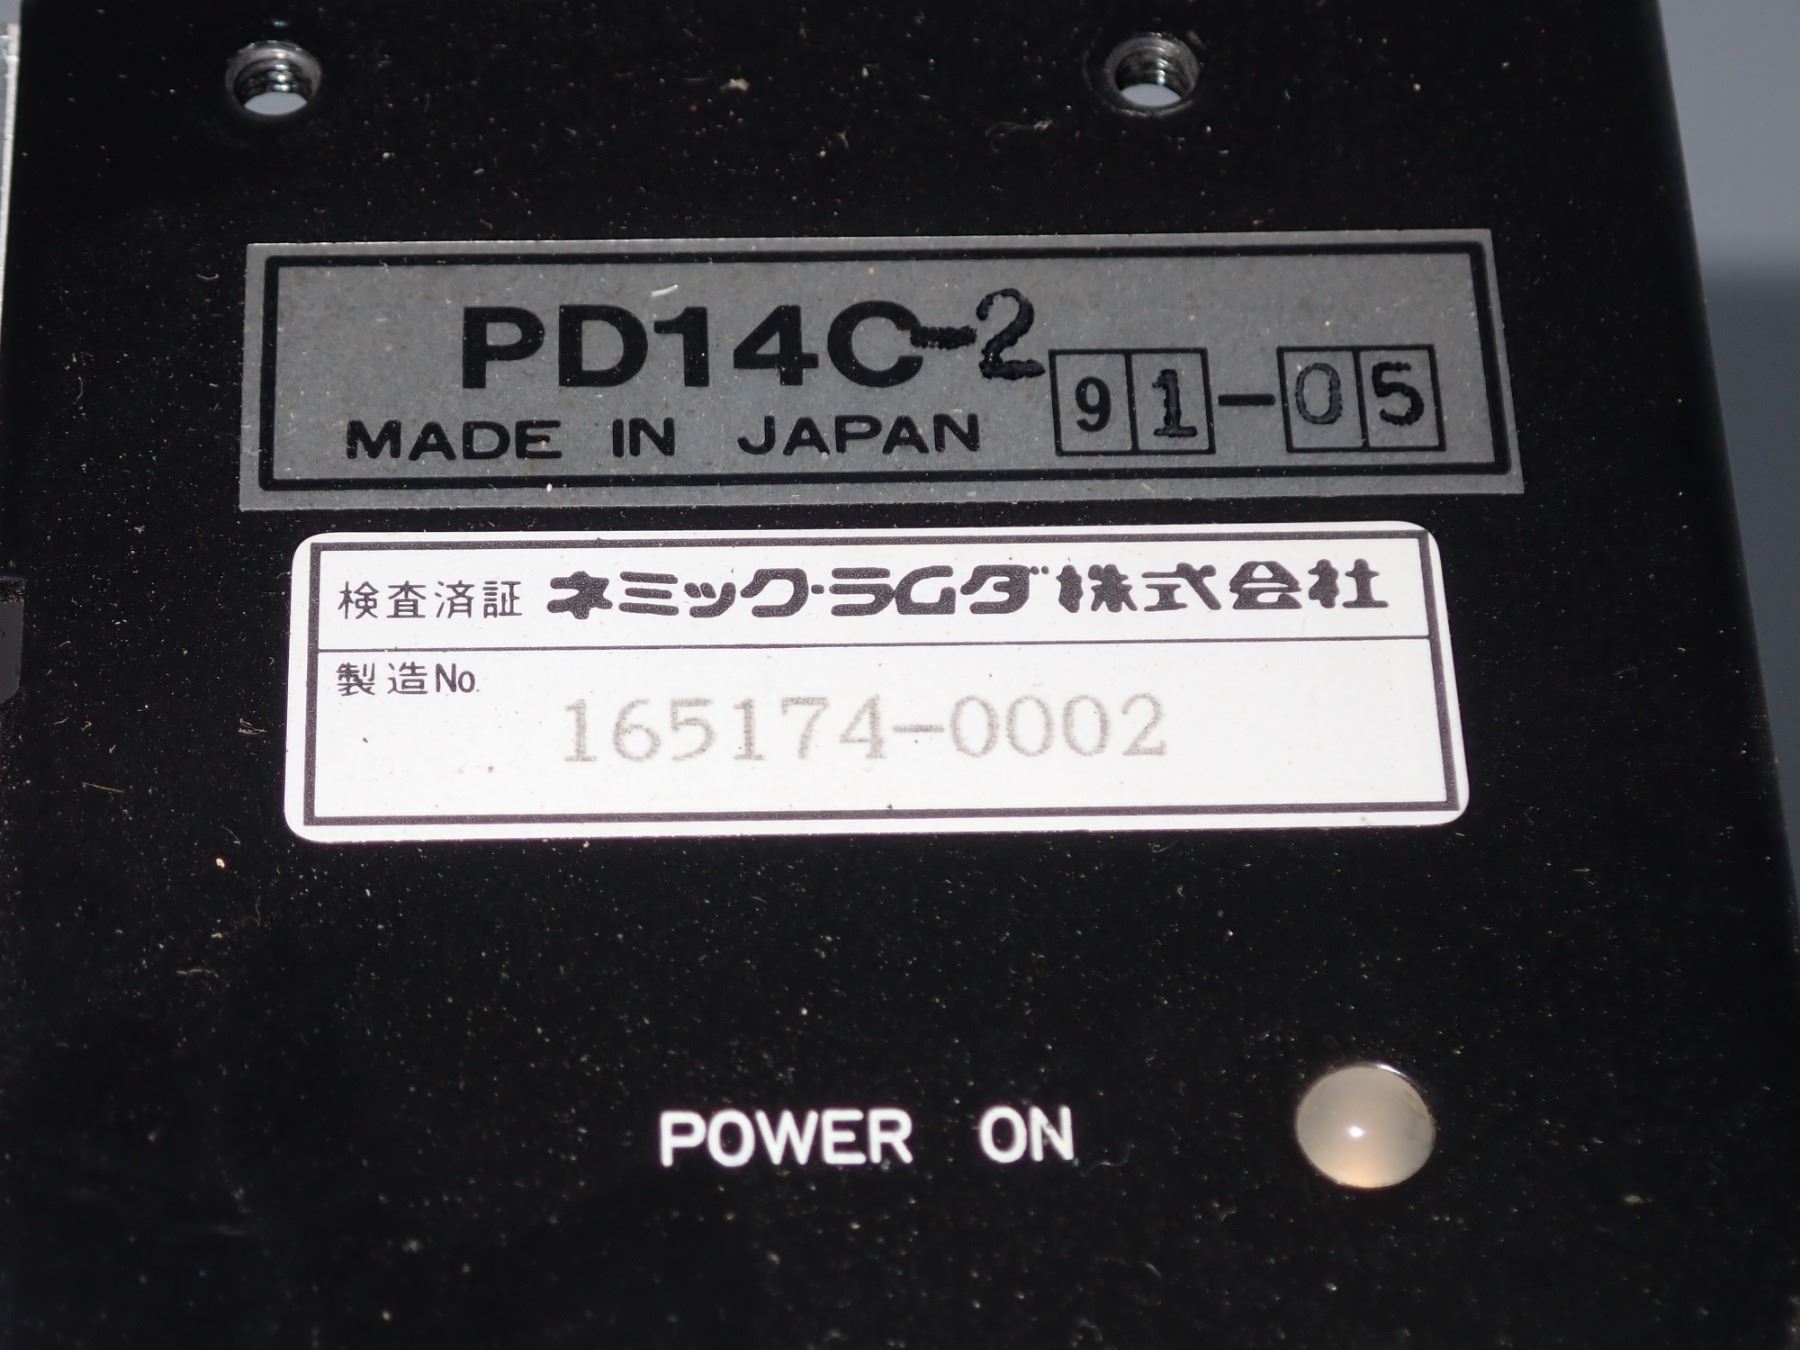 PD14C-2
MADE IN JAPAN 91-05
検査済証 ネミック・ラムダ株式会社
製造No.
165174-0002
POWER ON